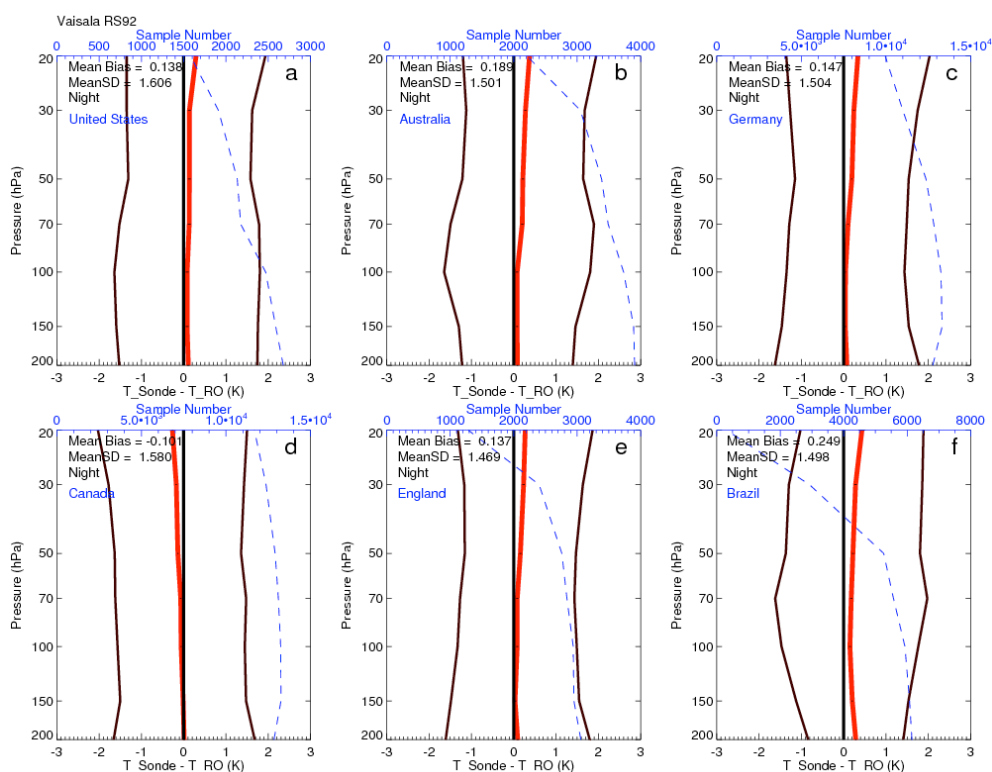 Vaisala RS92
Sample Number
0 500 1000 1500 2000 2500 3000
Mean Bias = 0.138
MeanSD = 1.606
Night
United States
a
20
30
50
70
100
150
200
Pressure (hPa)
-3 -2 -1 0 1 2 3
T_Sonde - T_RO (K)
Sample Number
0 1000 2000 3000 4000
Mean Bias = 0.189
MeanSD = 1.501
Night
Australia
b
20
30
50
70
100
150
200
Pressure (hPa)
-3 -2 -1 0 1 2 3
T_Sonde - T_RO (K)
Sample Number
0 5.0•10³ 1.0•10⁴ 1.5•10⁴
Mean Bias = 0.147
MeanSD = 1.504
Night
Germany
c
20
30
50
70
100
150
200
Pressure (hPa)
-3 -2 -1 0 1 2 3
T_Sonde - T_RO (K)
Sample Number
0 5.0•10³ 1.0•10⁴ 1.5•10⁴
Mean Bias = -0.101
MeanSD = 1.580
Night
Canada
d
20
30
50
70
100
150
200
Pressure (hPa)
-3 -2 -1 0 1 2 3
T_Sonde - T_RO (K)
Sample Number
0 1000 2000 3000 4000
Mean Bias = 0.137
MeanSD = 1.469
Night
England
e
20
30
50
70
100
150
200
Pressure (hPa)
-3 -2 -1 0 1 2 3
T_Sonde - T_RO (K)
Sample Number
0 2000 4000 6000 8000
Mean Bias = 0.249
MeanSD = 1.498
Night
Brazil
f
20
30
50
70
100
150
200
Pressure (hPa)
-3 -2 -1 0 1 2 3
T_Sonde - T_RO (K)